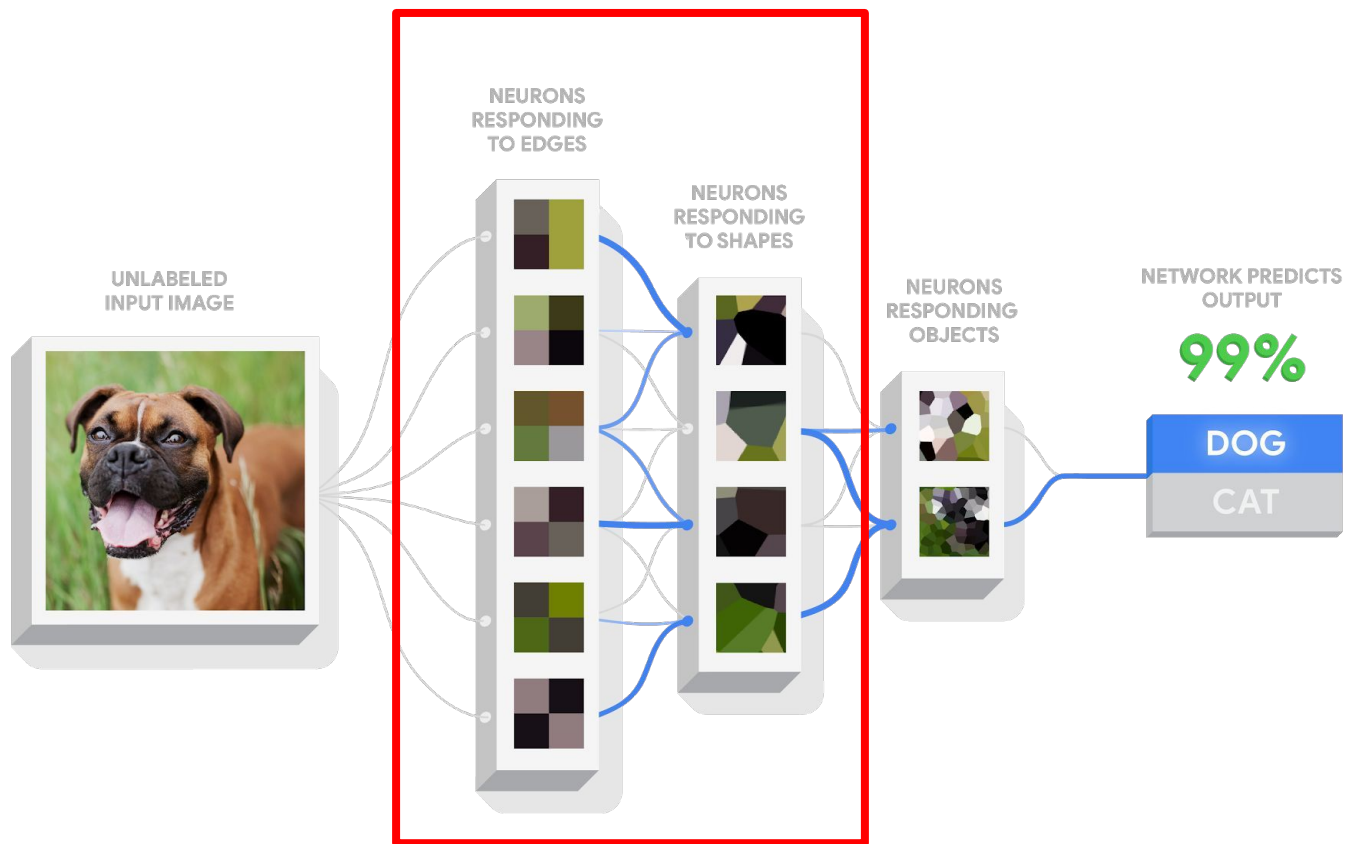 UNLABELED
INPUT IMAGE
NEURONS
RESPONDING
TO EDGES
NEURONS
RESPONDING
TO SHAPES
NEURONS
RESPONDING
OBJECTS
NETWORK PREDICTS
OUTPUT
99%
DOG
CAT